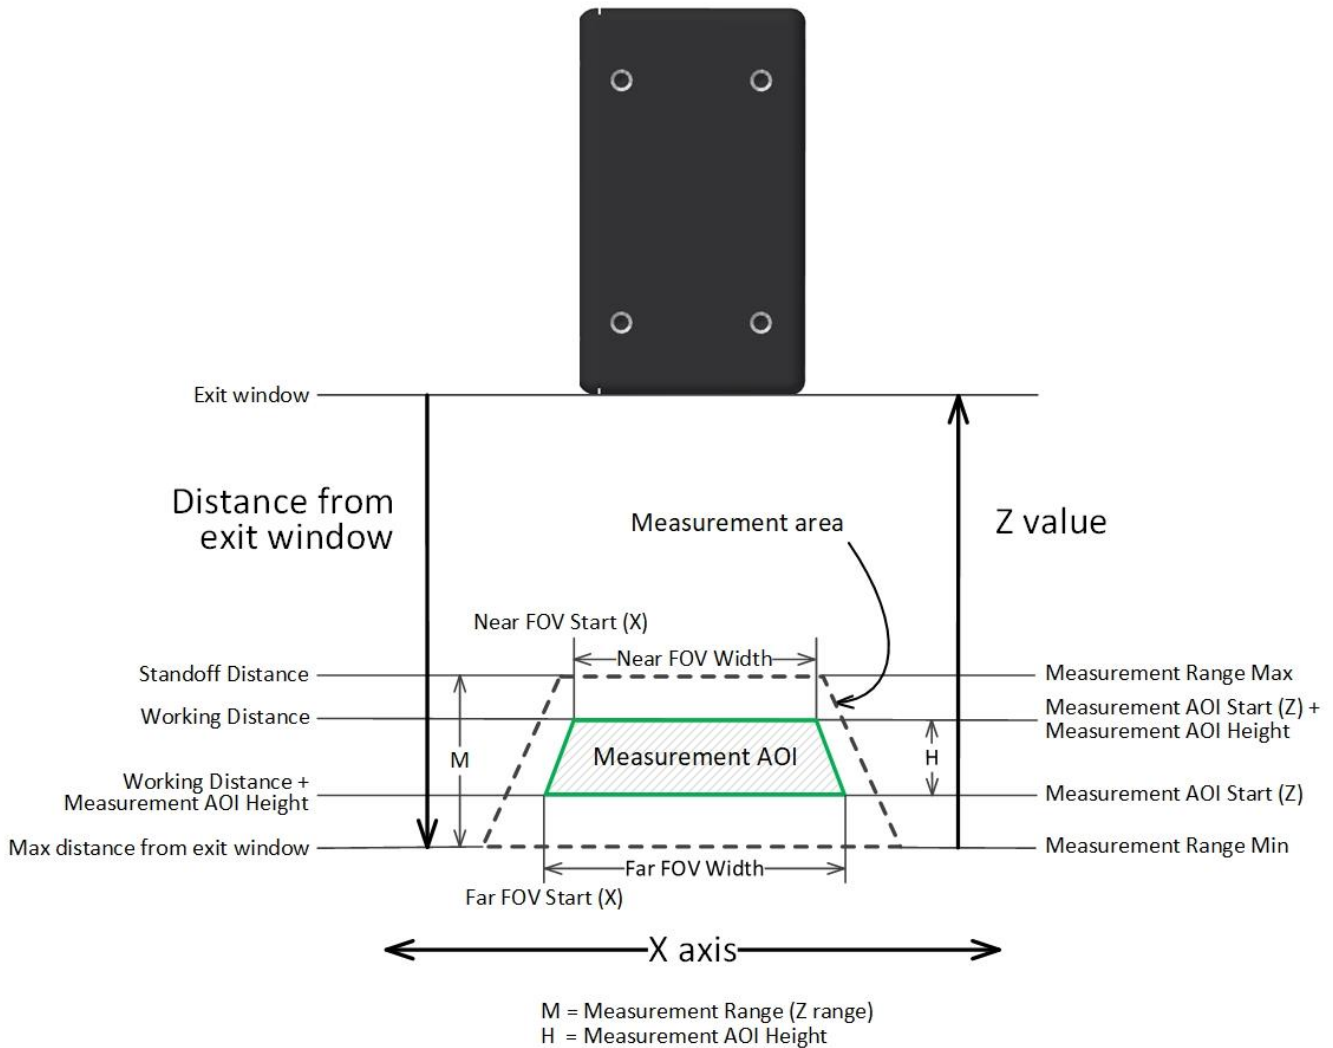 Exit window
Distance from
exit window
Measurement area
Z value
Near FOV Start (X)
Near FOV Width
Standoff Distance
Measurement Range Max
Working Distance
Measurement AOI Start (Z) +
Measurement AOI Height
M
Measurement AOI
H
Working Distance +
Measurement AOI Height
Measurement AOI Start (Z)
Max distance from exit window
Measurement Range Min
Far FOV Width
Far FOV Start (X)
X axis
M = Measurement Range (Z range)
H = Measurement AOI Height